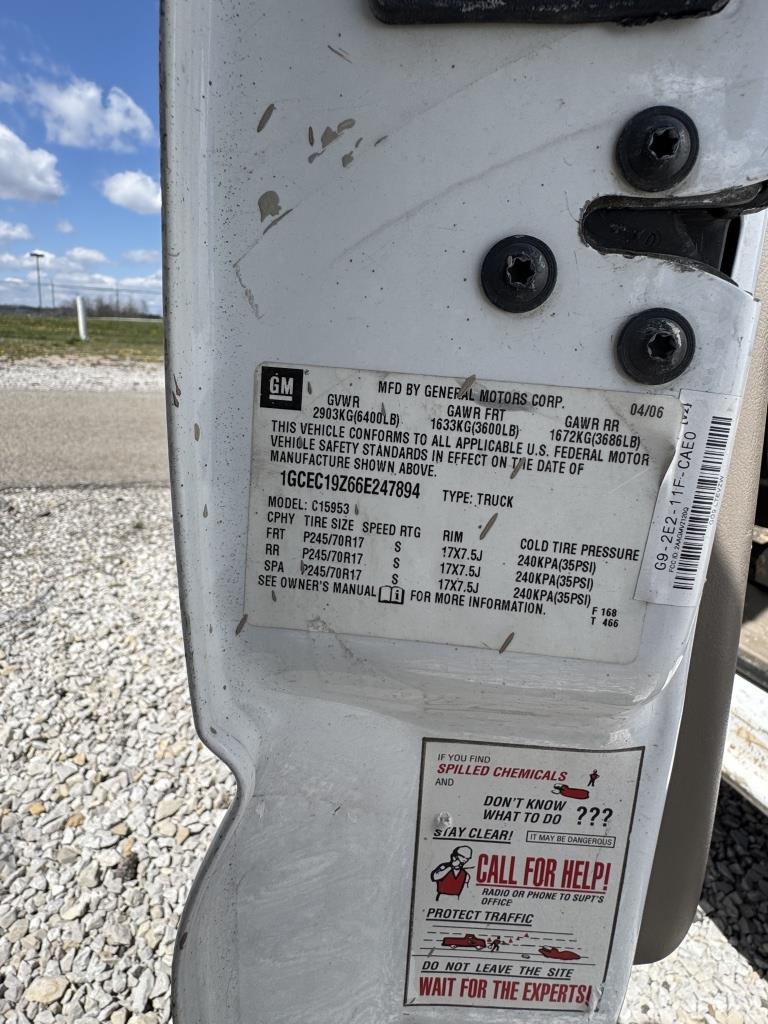 GM
MFD BY GENERAL MOTORS CORP. 04/06
GVWR GAWR FRT GAWR RR
2903KG(6400LB) 1633KG(3600LB) 1672KG(3686LB)
THIS VEHICLE CONFORMS TO ALL APPLICABLE U.S. FEDERAL MOTOR
VEHICLE SAFETY STANDARDS IN EFFECT ON THE DATE OF
MANUFACTURE SHOWN ABOVE.
1GCEC19Z66E247894 TYPE: TRUCK
MODEL: C15953
CPHY TIRE SIZE SPEED RTG RIM COLD TIRE PRESSURE
FRT P245/70R17 S 17X7.5J 240KPA(35PSI)
RR P245/70R17 S 17X7.5J 240KPA(35PSI)
SPA P245/70R17 S 17X7.5J 240KPA(35PSI)
SEE OWNER'S MANUAL FOR MORE INFORMATION.
F 168
T 466
G9-2E2-11F-CAE0
IF YOU FIND
SPILLED CHEMICALS
AND
DON'T KNOW
WHAT TO DO ???
STAY CLEAR! IT MAY BE DANGEROUS
CALL FOR HELP!
RADIO OR PHONE TO SUPT'S
OFFICE
PROTECT TRAFFIC
DO NOT LEAVE THE SITE
WAIT FOR THE EXPERTS!